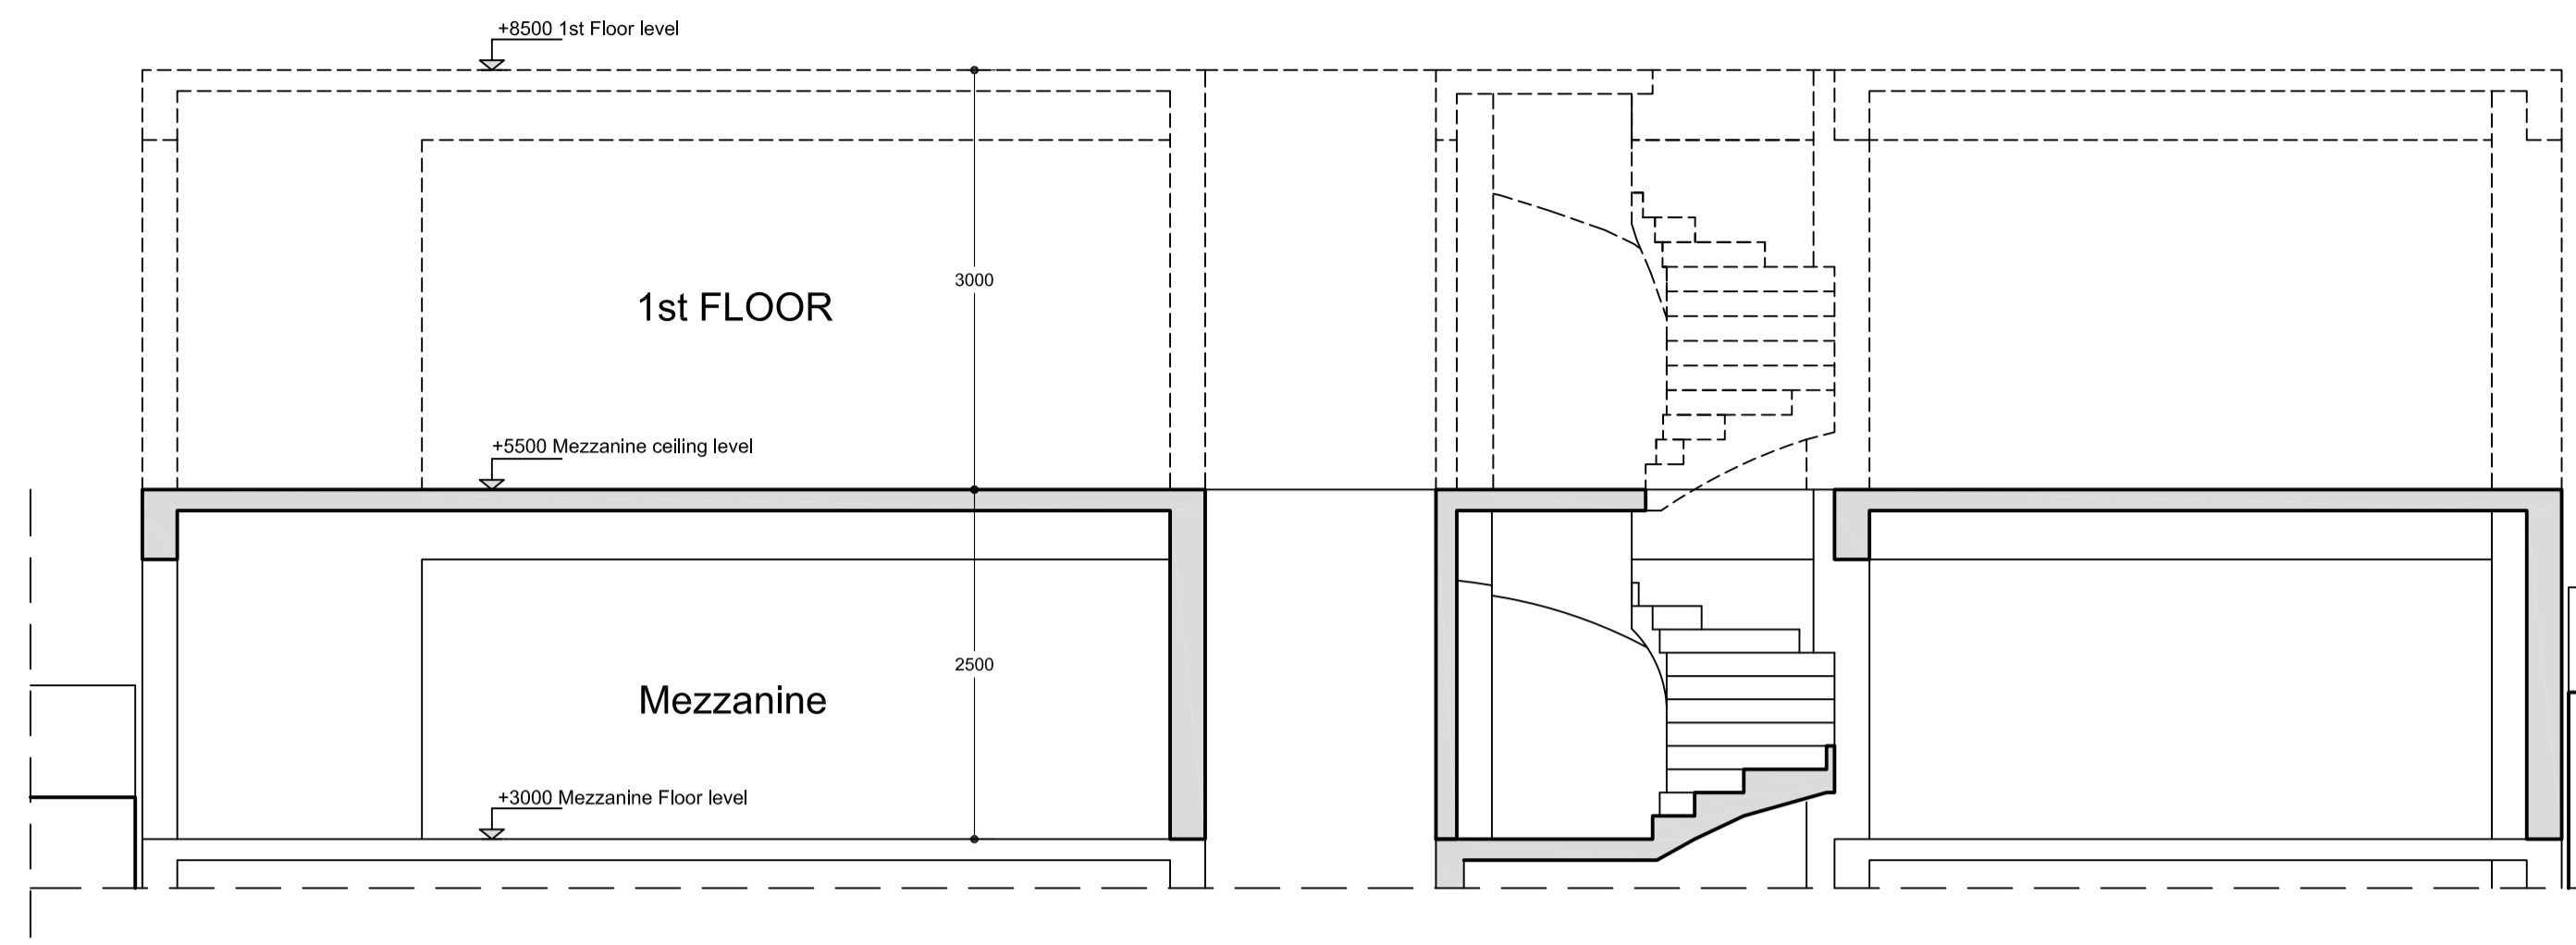 +8500 1st Floor level
3000
1st FLOOR
+5500 Mezzanine ceiling level
2500
Mezzanine
+3000 Mezzanine Floor level